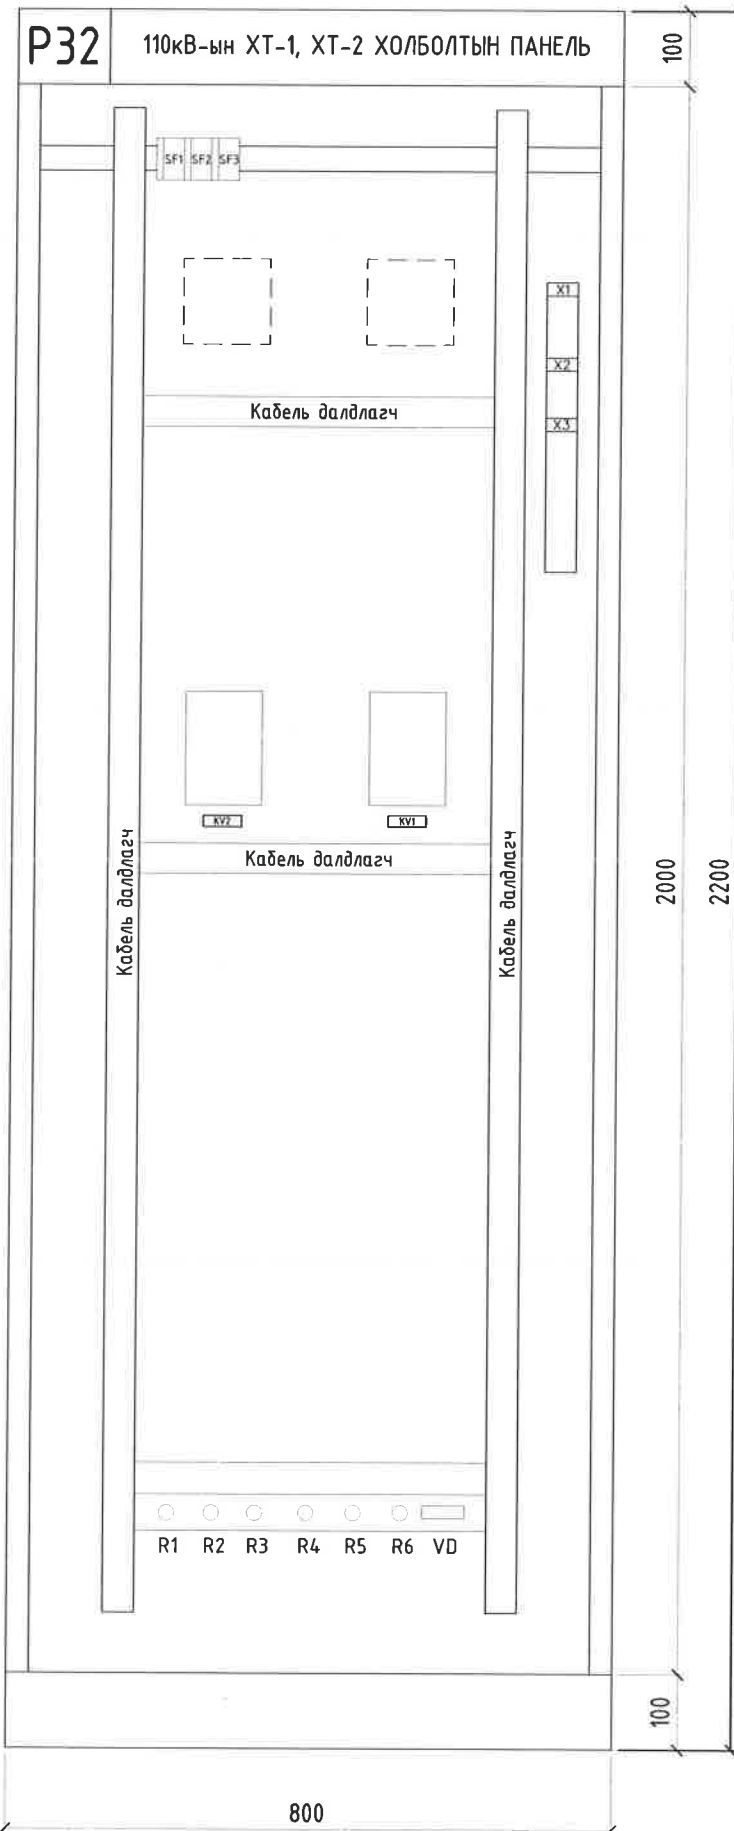 P32
110кВ-ын ХТ-1, ХТ-2 ХОЛБОЛТЫН ПАНЕЛЬ
100
SF1 SF2 SF3
X1
X2
X3
Кабель далдлагч
KV2
KV1
Кабель далдлагч
Кабель далдлагч
Кабель далдлагч
2000
2200
R1 R2 R3 R4 R5 R6 VD
100
800